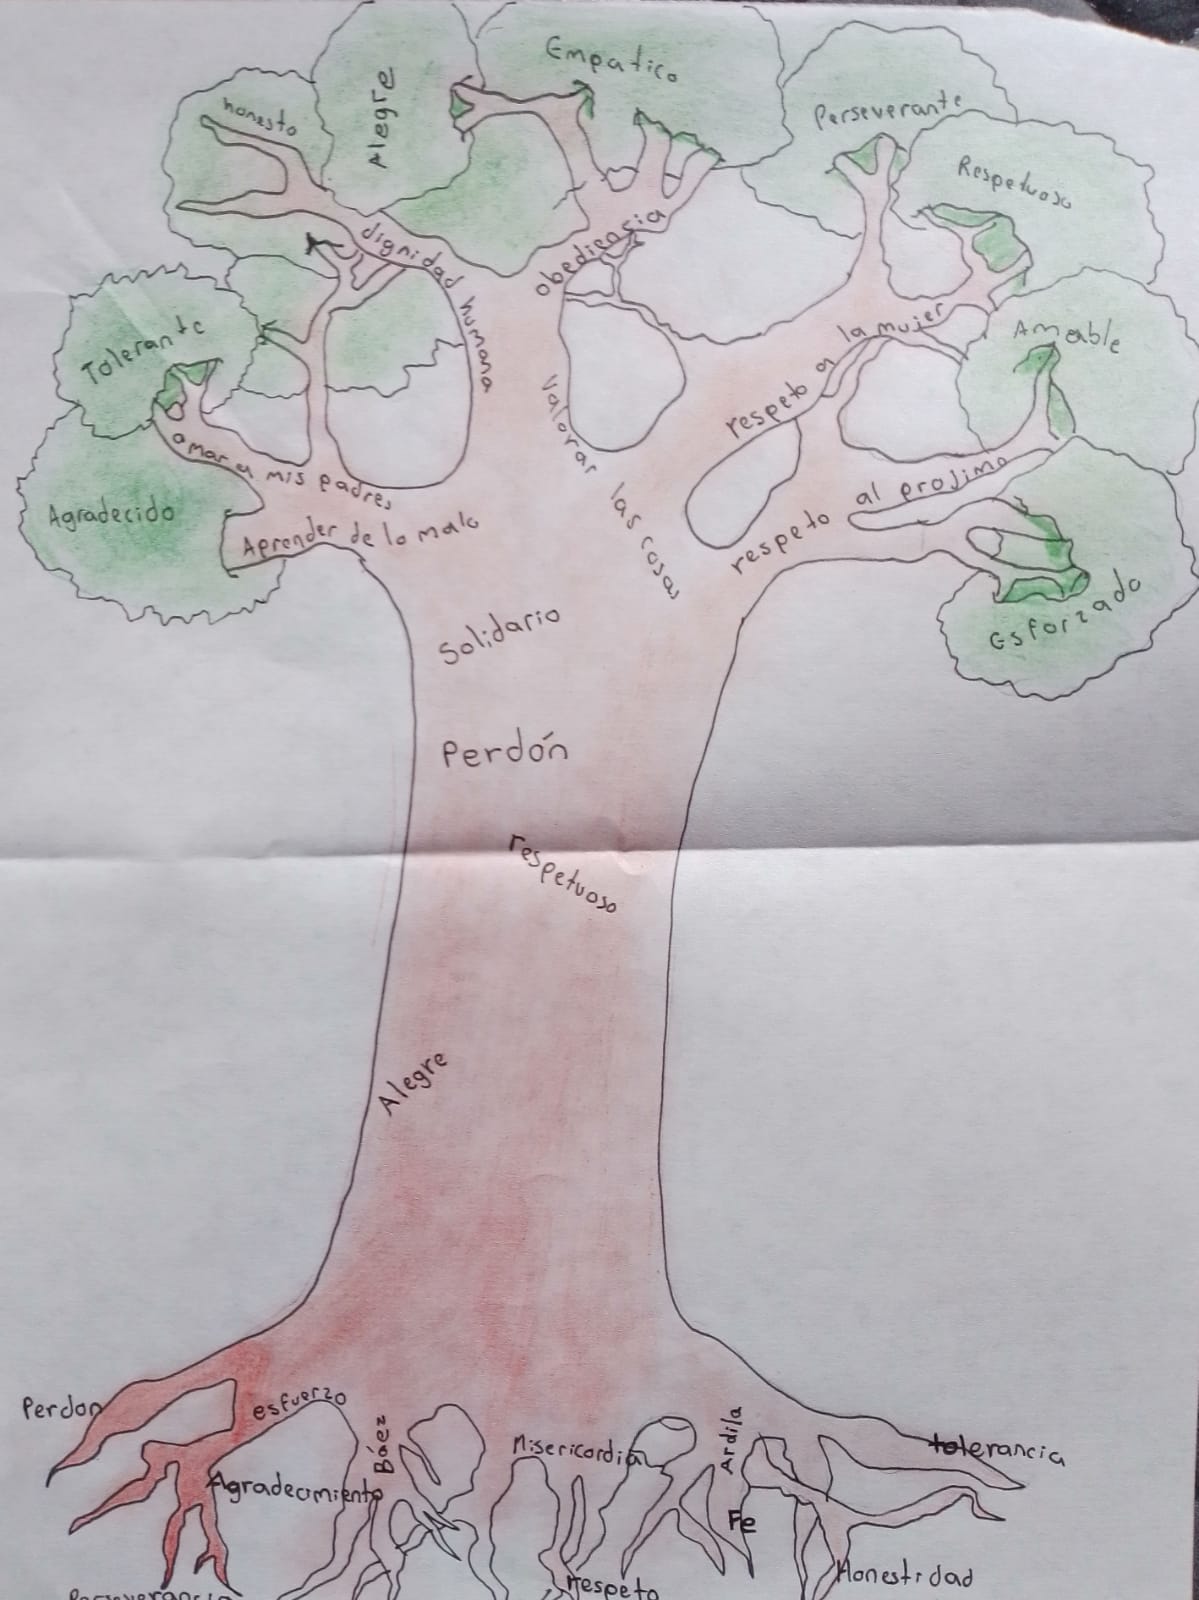 Empatico
Alegre
honesto
Perseverante
Respetuoso
dignidad humana
obediensia
Tolerante
la mujer
Ameable
respeto a
amar a mis padres
valorar las cosas
al projimo
respeto
Agradecido
Aprender de lo malo
Esforzado
Solidario
Perdón
respetuoso
Alegre
Perdon
esfuerzo
Báez
Misericordia
Ardila
tolerancia
Agradecimiento
Fe
Honestidad
respeto
Perseverancia